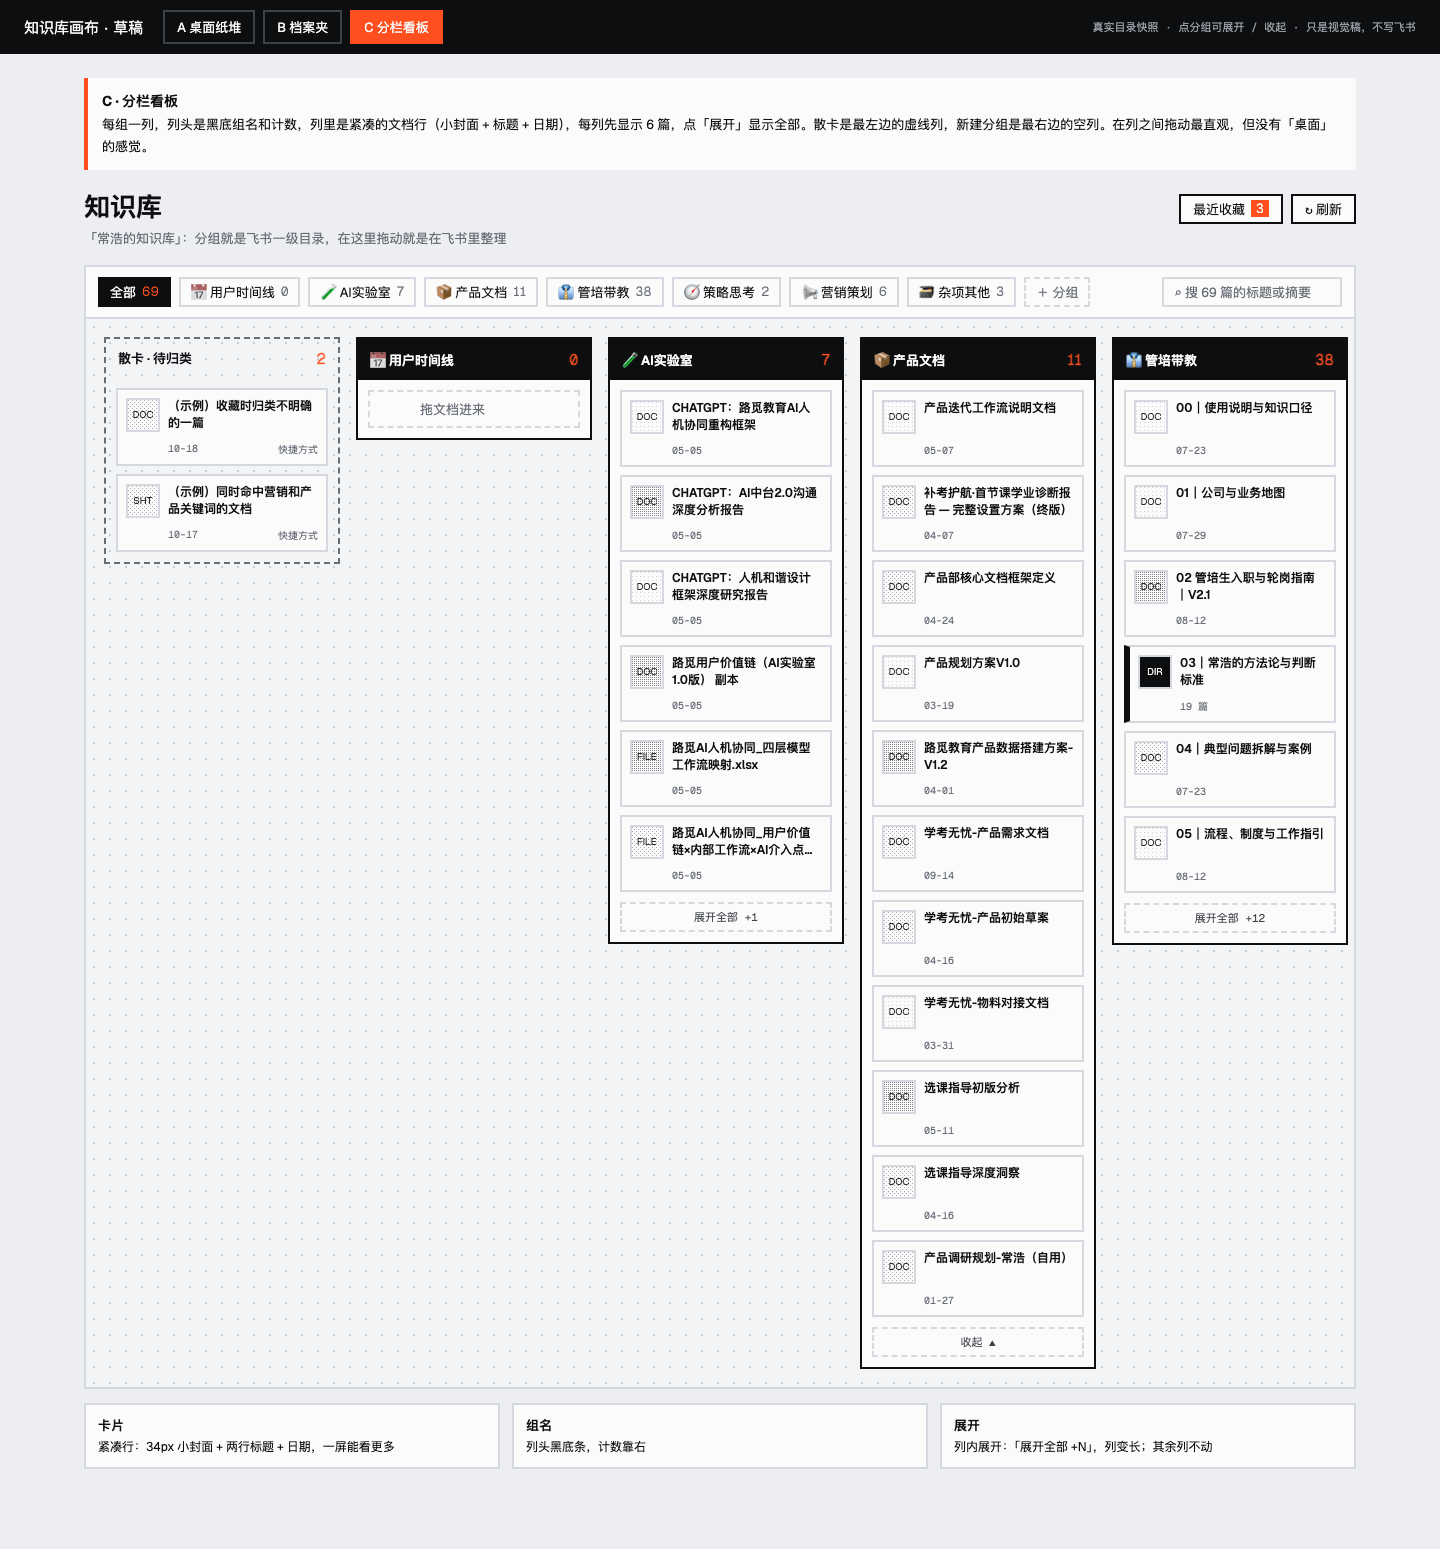 知识库画布 · 草稿
A 桌面纸堆
B 档案夹
C 分栏看板
真实目录快照 · 点分组可展开 / 收起 · 只是视觉稿，不写飞书
C · 分栏看板
每组一列，列头是黑底组名和计数，列里是紧凑的文档行（小封面 + 标题 + 日期），每列先显示 6 篇，点「展开」显示全部。散卡是最左边的虚线列，新建分组是最右边的空列。在列之间拖动最直观，但没有「桌面」
的感觉。
知识库
最近收藏 3
↻ 刷新
「常浩的知识库」：分组就是飞书一级目录，在这里拖动就是在飞书里整理
全部 69
用户时间线 0
AI实验室 7
产品文档 11
管培带教 38
策略思考 2
营销策划 6
杂项其他 3
+ 分组
⌕ 搜 69 篇的标题或摘要
散卡 · 待归类 2
DOC
（示例）收藏时归类不明确
的一篇
10-18 快捷方式
SHT
（示例）同时命中营销和产
品关键词的文档
10-17 快捷方式
用户时间线 0
拖文档进来
AI实验室 7
DOC
CHATGPT：路觅教育AI人
机协同重构框架
05-05
DOC
CHATGPT：AI中台2.0沟通
深度分析报告
05-05
DOC
CHATGPT：人机和谐设计
框架深度研究报告
05-05
DOC
路觅用户价值链（AI实验室
1.0版） 副本
05-05
FILE
路觅AI人机协同_四层模型
工作流映射.xlsx
05-05
FILE
路觅AI人机协同_用户价值
链×内部工作流×AI介入点...
05-05
展开全部 +1
产品文档 11
DOC
产品迭代工作流说明文档
05-07
DOC
补考护航·首节课学业诊断报
告 — 完整设置方案（终版）
04-07
DOC
产品部核心文档框架定义
04-24
DOC
产品规划方案V1.0
03-19
DOC
路觅教育产品数据搭建方案-
V1.2
04-01
DOC
学考无忧-产品需求文档
09-14
DOC
学考无忧-产品初始草案
04-16
DOC
学考无忧-物料对接文档
03-31
DOC
选课指导初版分析
05-11
DOC
选课指导深度洞察
04-16
DOC
产品调研规划-常浩（自用）
01-27
收起 ▲
管培带教 38
DOC
00｜使用说明与知识口径
07-23
DOC
01｜公司与业务地图
07-29
DOC
02 管培生入职与轮岗指南
｜V2.1
08-12
DIR
03｜常浩的方法论与判断
标准
19 篇
DOC
04｜典型问题拆解与案例
07-23
DOC
05｜流程、制度与工作指引
08-12
展开全部 +12
卡片
紧凑行：34px 小封面 + 两行标题 + 日期，一屏能看更多
组名
列头黑底条，计数靠右
展开
列内展开：「展开全部 +N」，列变长；其余列不动